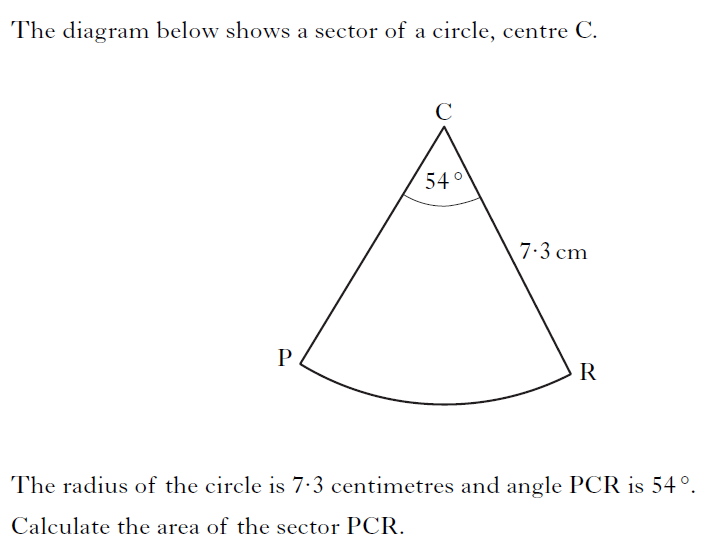 The diagram below shows a sector of a circle, centre C.
C
54°
7·3 cm
P
R
The radius of the circle is 7·3 centimetres and angle PCR is 54°.
Calculate the area of the sector PCR.